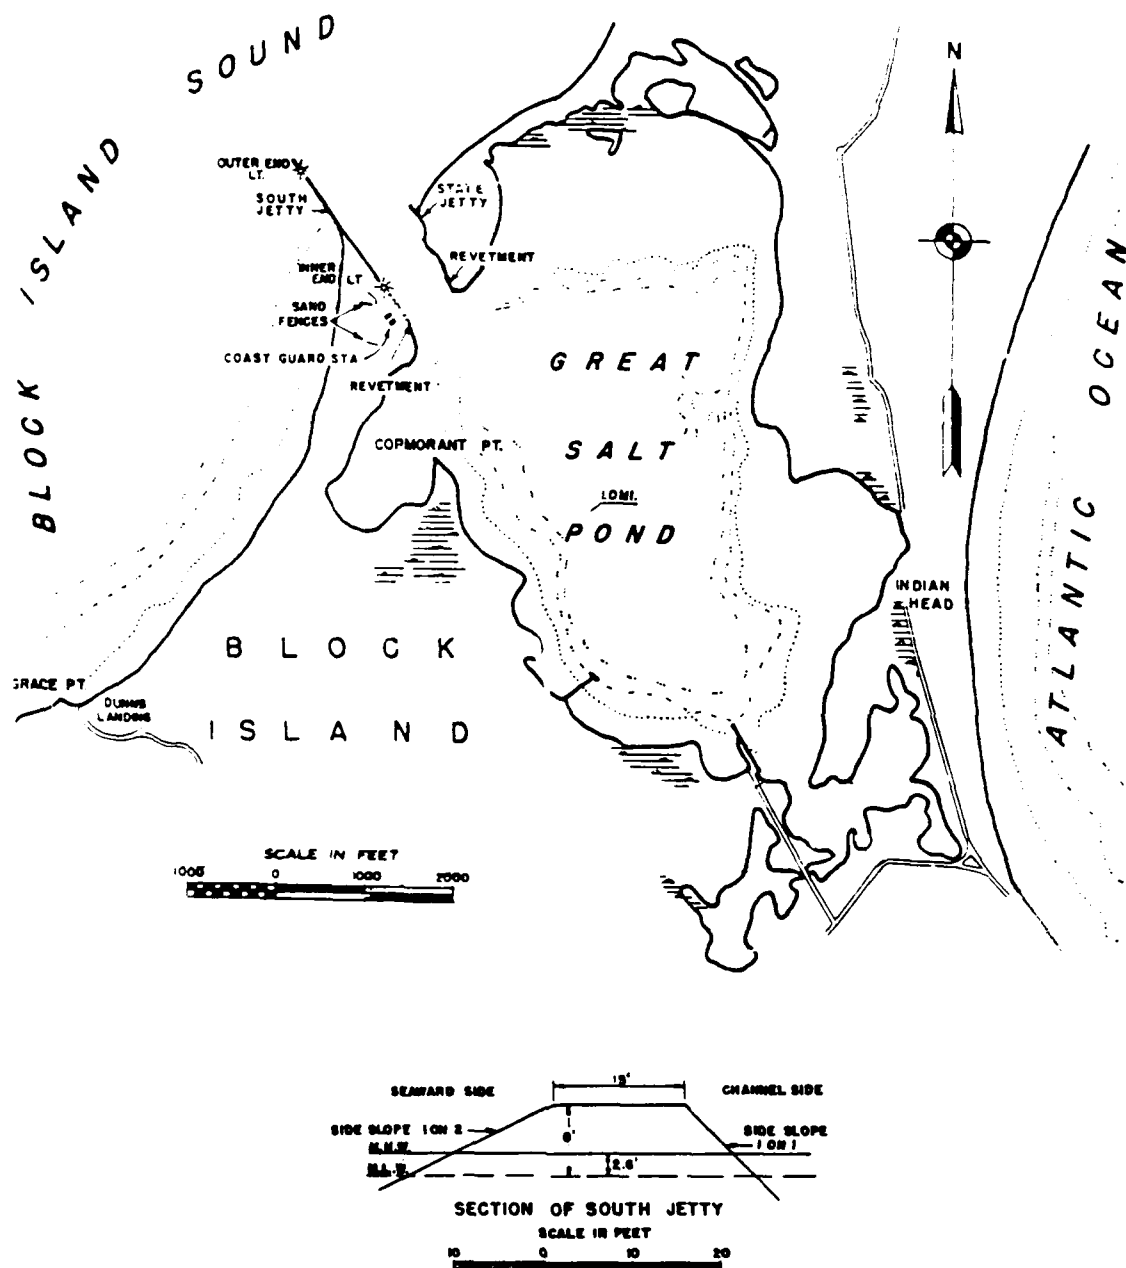 BLOCK ISLAND SOUND
N
OUTER END
LT.
SOUTH
JETTY
STATE
JETTY
REVETMENT
INNER
END LT
SAND
FENCES
COAST GUARD STA
REVETMENT
COPMORANT PT.
GREAT
SALT
POND
ATLANTIC OCEAN
INDIAN
HEAD
BLOCK
ISLAND
GRACE PT.
DUNNS
LANDING
SCALE IN FEET
1000 0 1000 2000
SEAWARD SIDE
15'
CHANNEL SIDE
SIDE SLOPE 1 ON 2
SIDE SLOPE
1 ON 1
M.H.W.
2.6'
M.L.W.
SECTION OF SOUTH JETTY
SCALE IN FEET
10 0 10 20